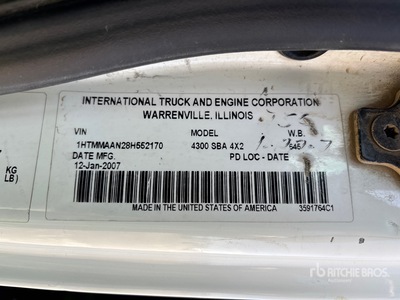 INTERNATIONAL TRUCK AND ENGINE CORPORATION
WARRENVILLE, ILLINOIS
VIN MODEL W.B.
1HTMMAAN28H552170 4300 SBA 4X2
DATE MFG. PD LOC - DATE
12-Jan-2007
KG
LB)
MADE IN THE UNITED STATES OF AMERICA 3591764C1
rb Ritchie Bros.